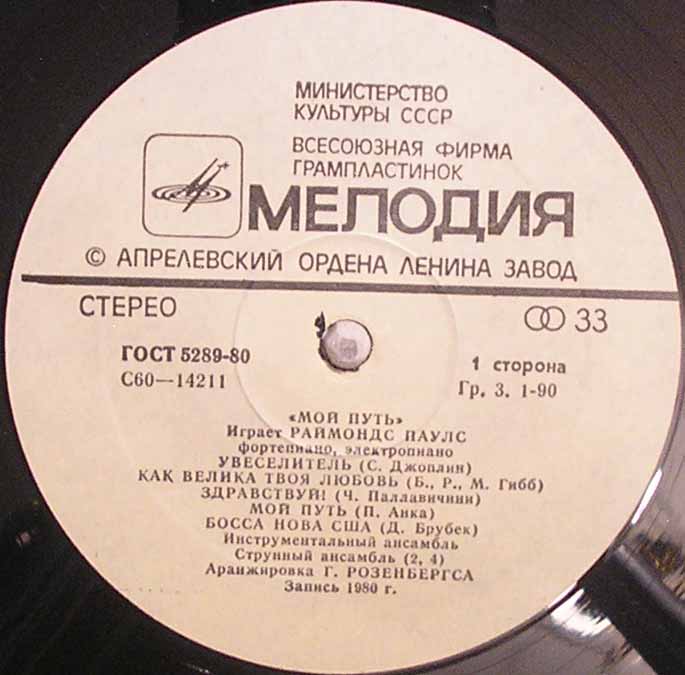 МИНИСТЕРСТВО
КУЛЬТУРЫ СССР
ВСЕСОЮЗНАЯ ФИРМА
ГРАМПЛАСТИНОК
МЕЛОДИЯ
© АПРЕЛЕВСКИЙ ОРДЕНА ЛЕНИНА ЗАВОД
СТЕРЕО
33
ГОСТ 5289-80
С60—14211
1 сторона
Гр. 3. 1-90
«МОЙ ПУТЬ»
Играет РАЙМОНДС ПАУЛС
фортепиано, электропиано
УВЕСЕЛИТЕЛЬ (С. Джоплин)
КАК ВЕЛИКА ТВОЯ ЛЮБОВЬ (Б., Р., М. Гибб)
ЗДРАВСТВУЙ! (Ч. Паллавичини)
МОЙ ПУТЬ (П. Анка)
БОССА НОВА США (Д. Брубек)
Инструментальный ансамбль
Струнный ансамбль (2, 4)
Аранжировка Г. РОЗЕНБЕРГСА
Запись 1980 г.